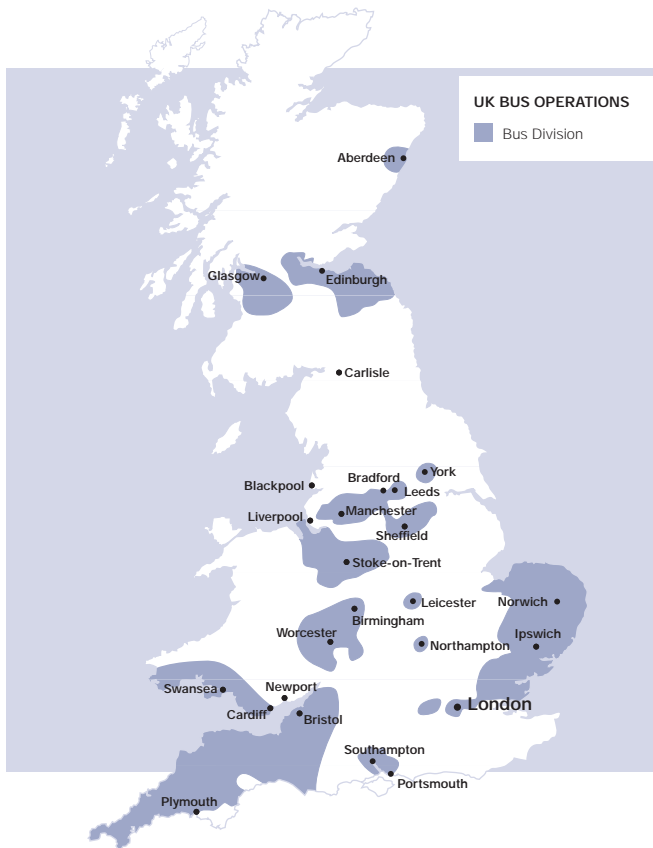 UK BUS OPERATIONS
Bus Division
Aberdeen
Glasgow
Edinburgh
Carlisle
York
Bradford
Blackpool
Leeds
Manchester
Liverpool
Sheffield
Stoke-on-Trent
Leicester
Norwich
Birmingham
Worcester
Ipswich
Northampton
Swansea
Newport
London
Cardiff
Bristol
Southampton
Portsmouth
Plymouth